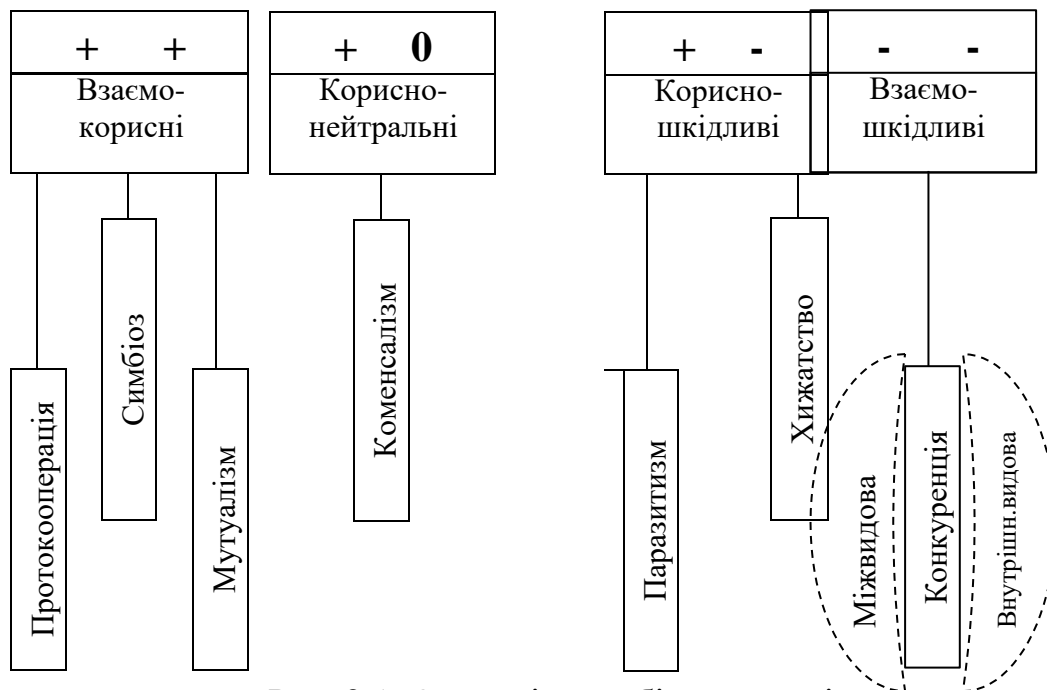 + +
Взаємо-
корисні
+ 0
Корисно-
нейтральні
+ -
Корисно-
шкідливі
- -
Взаємо-
шкідливі
Протокооперація
Симбіоз
Мутуалізм
Коменсалізм
Паразитизм
Хижатство
Міжвидова
Конкуренція
Внутрішн.видова